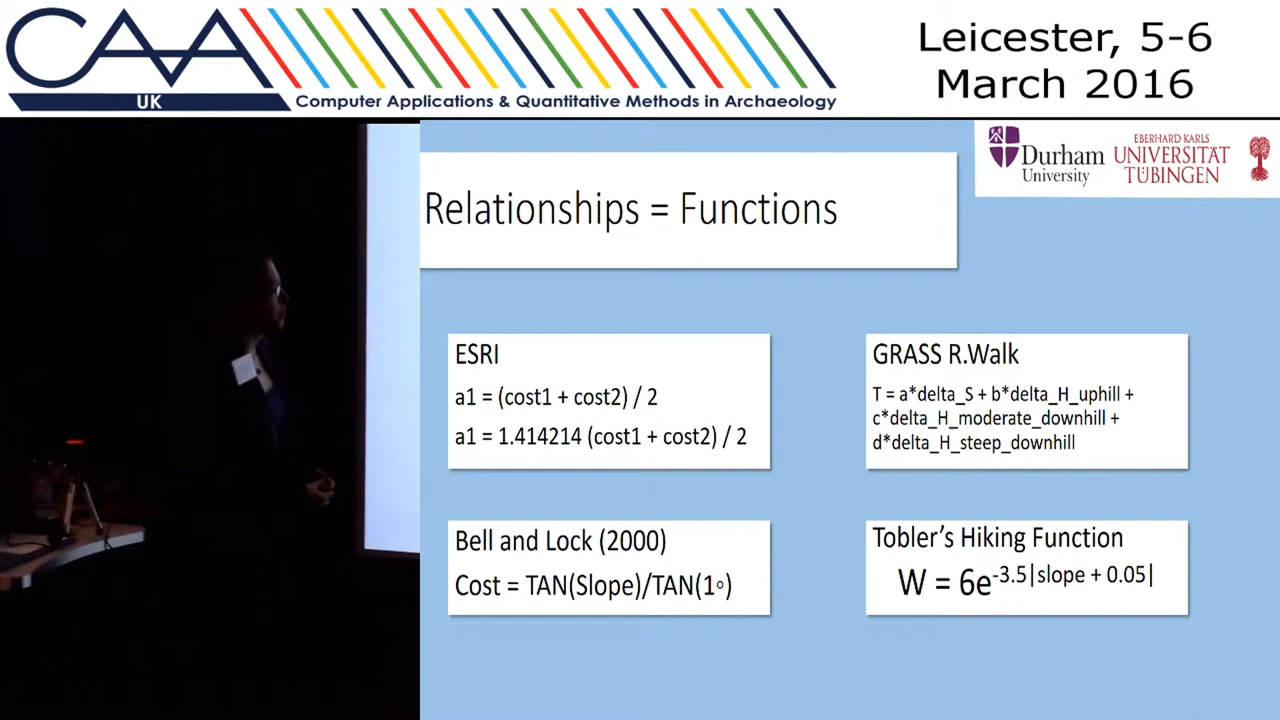 CAA
UK
Computer Applications & Quantitative Methods in Archaeology
Leicester, 5-6
March 2016
Durham
University
EBERHARD KARLS
UNIVERSITÄT
TÜBINGEN
Relationships = Functions
ESRI
a1 = (cost1 + cost2) / 2
a1 = 1.414214 (cost1 + cost2) / 2
GRASS R.Walk
T = a*delta_S + b*delta_H_uphill +
c*delta_H_moderate_downhill +
d*delta_H_steep_downhill
Bell and Lock (2000)
Cost = TAN(Slope)/TAN(1◦)
Tobler's Hiking Function
W = 6e-3.5|slope + 0.05|